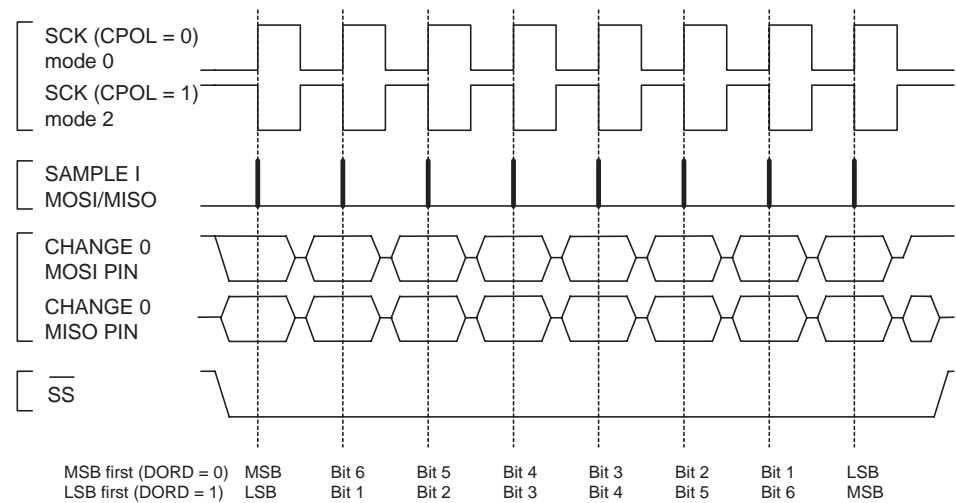 SCK (CPOL = 0)
mode 0
SCK (CPOL = 1)
mode 2
SAMPLE I
MOSI/MISO
CHANGE 0
MOSI PIN
CHANGE 0
MISO PIN
SS
MSB first (DORD = 0) MSB Bit 6 Bit 5 Bit 4 Bit 3 Bit 2 Bit 1 LSB
LSB first (DORD = 1) LSB Bit 1 Bit 2 Bit 3 Bit 4 Bit 5 Bit 6 MSB